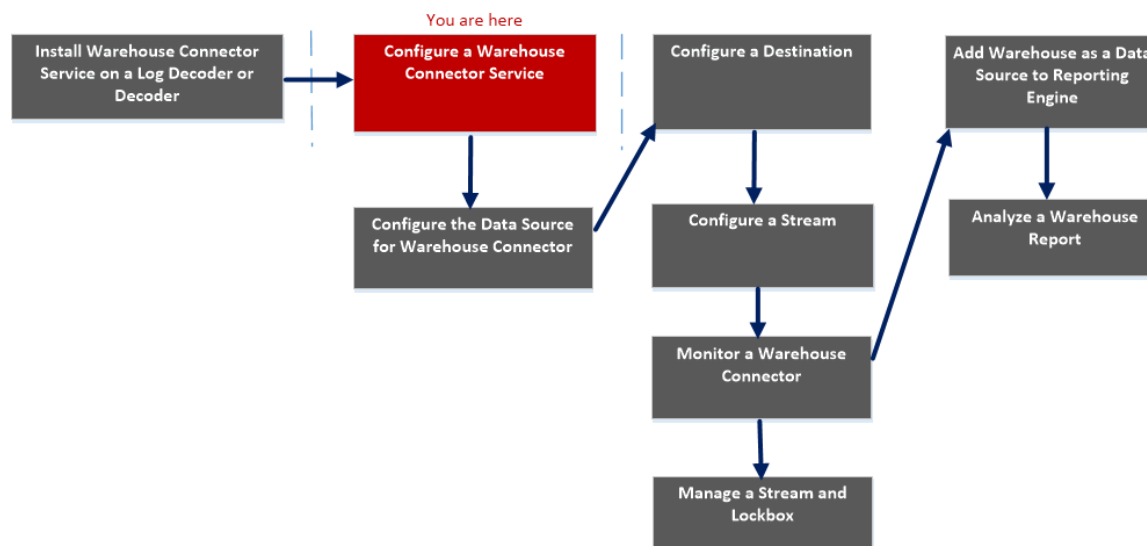 You are here
Install Warehouse Connector
Service on a Log Decoder or
Decoder
Configure a Warehouse
Connector Service
Configure the Data Source
for Warehouse Connector
Configure a Destination
Configure a Stream
Monitor a Warehouse
Connector
Manage a Stream and
Lockbox
Add Warehouse as a Data
Source to Reporting
Engine
Analyze a Warehouse
Report